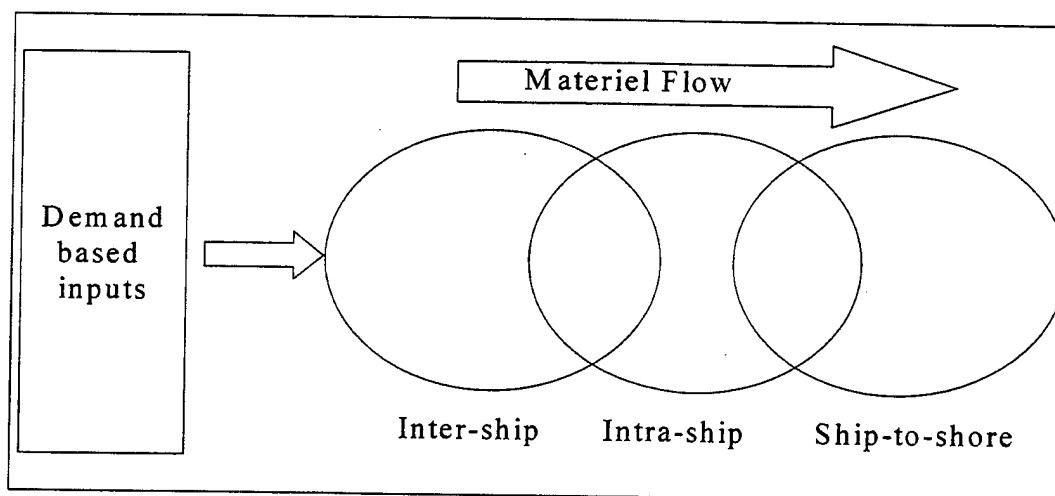 Materiel Flow
Demand
based
inputs
Inter-ship
Intra-ship
Ship-to-shore